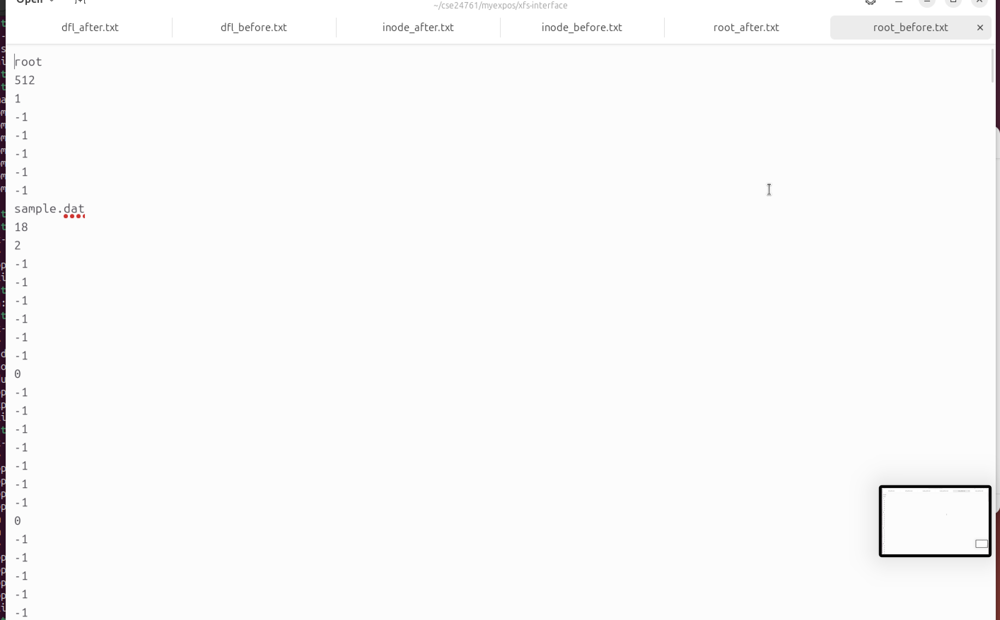 Open
~/cse24761/myexpos/xfs-interface
dfl_after.txt
dfl_before.txt
inode_after.txt
inode_before.txt
root_after.txt
root_before.txt
root
512
1
-1
-1
-1
-1
-1
sample.dat
18
2
-1
-1
-1
-1
-1
-1
0
-1
-1
-1
-1
-1
-1
-1
0
-1
-1
-1
-1
-1